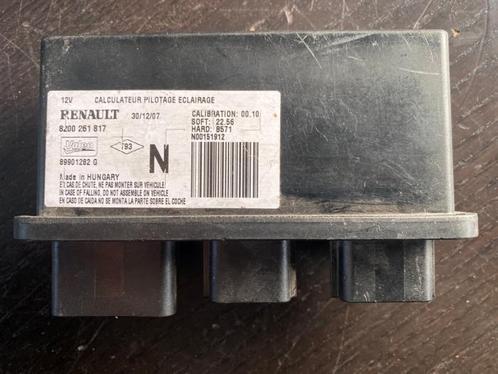 12V CALCULATEUR PILOTAGE ECLAIRAGE
RENAULT 30/12/07 CALIBRATION: 00.10
8200 261 817 SOFT: 22.56
HARD: B571
Valeo 793 N N00151912
89901282 G
Made in HUNGARY
EN CAS DE CHUTE, NE PAS MONTER SUR VEHICULE
IN CASE OF FALLING, DO NOT ASSEMBLE ON VEHICLE
EN CASO DE CAIDA NO SE MONTA LA PARTE SOBRE EL COCHE